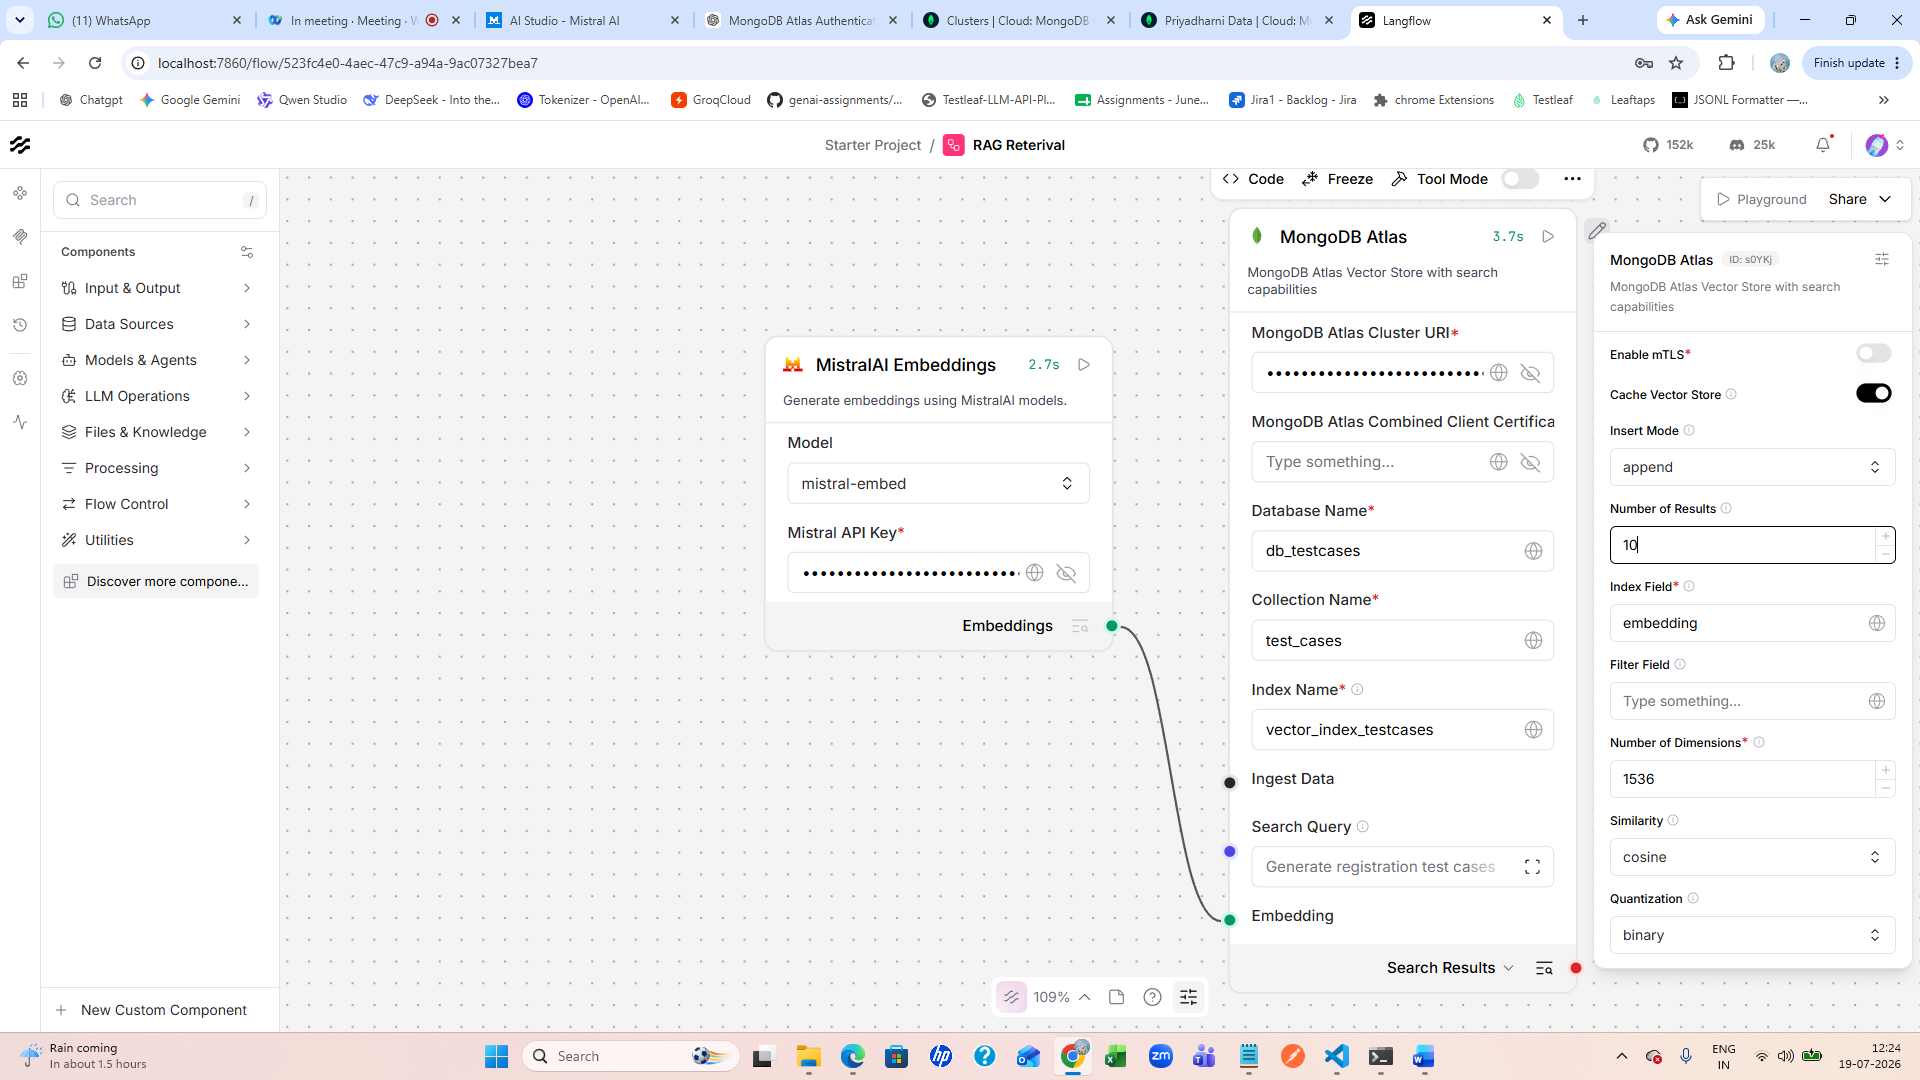 (11) WhatsApp
In meeting · Meeting · W
AI Studio - Mistral AI
MongoDB Atlas Authenticat
Clusters | Cloud: MongoDB
Priyadharni Data | Cloud: M
Langflow
Ask Gemini
localhost:7860/flow/523fc4e0-4aec-47c9-a94a-9ac07327bea7
Finish update
Chatgpt
Google Gemini
Qwen Studio
DeepSeek - Into the...
Tokenizer - OpenAI...
GroqCloud
genai-assignments/...
Testleaf-LLM-API-Pl...
Assignments - June...
Jira1 - Backlog - Jira
chrome Extensions
Testleaf
Leaftaps
JSONL Formatter —...
Starter Project / RAG Reterival
152k
25k
Search /
Components
Input & Output
Data Sources
Models & Agents
LLM Operations
Files & Knowledge
Processing
Flow Control
Utilities
Discover more compone...
New Custom Component
MistralAI Embeddings 2.7s
Generate embeddings using MistralAI models.
Model
mistral-embed
Mistral API Key*
Embeddings
Code
Freeze
Tool Mode
MongoDB Atlas 3.7s
MongoDB Atlas Vector Store with search
capabilities
MongoDB Atlas Cluster URI*
MongoDB Atlas Combined Client Certifica
Type something...
Database Name*
db_testcases
Collection Name*
test_cases
Index Name*
vector_index_testcases
Ingest Data
Search Query
Generate registration test cases
Embedding
Search Results
Playground
Share
MongoDB Atlas ID: s0YKj
MongoDB Atlas Vector Store with search
capabilities
Enable mTLS*
Cache Vector Store
Insert Mode
append
Number of Results
10
Index Field*
embedding
Filter Field
Type something...
Number of Dimensions*
1536
Similarity
cosine
Quantization
binary
109%
Rain coming
In about 1.5 hours
Search
ENG
IN
12:24
19-07-2026